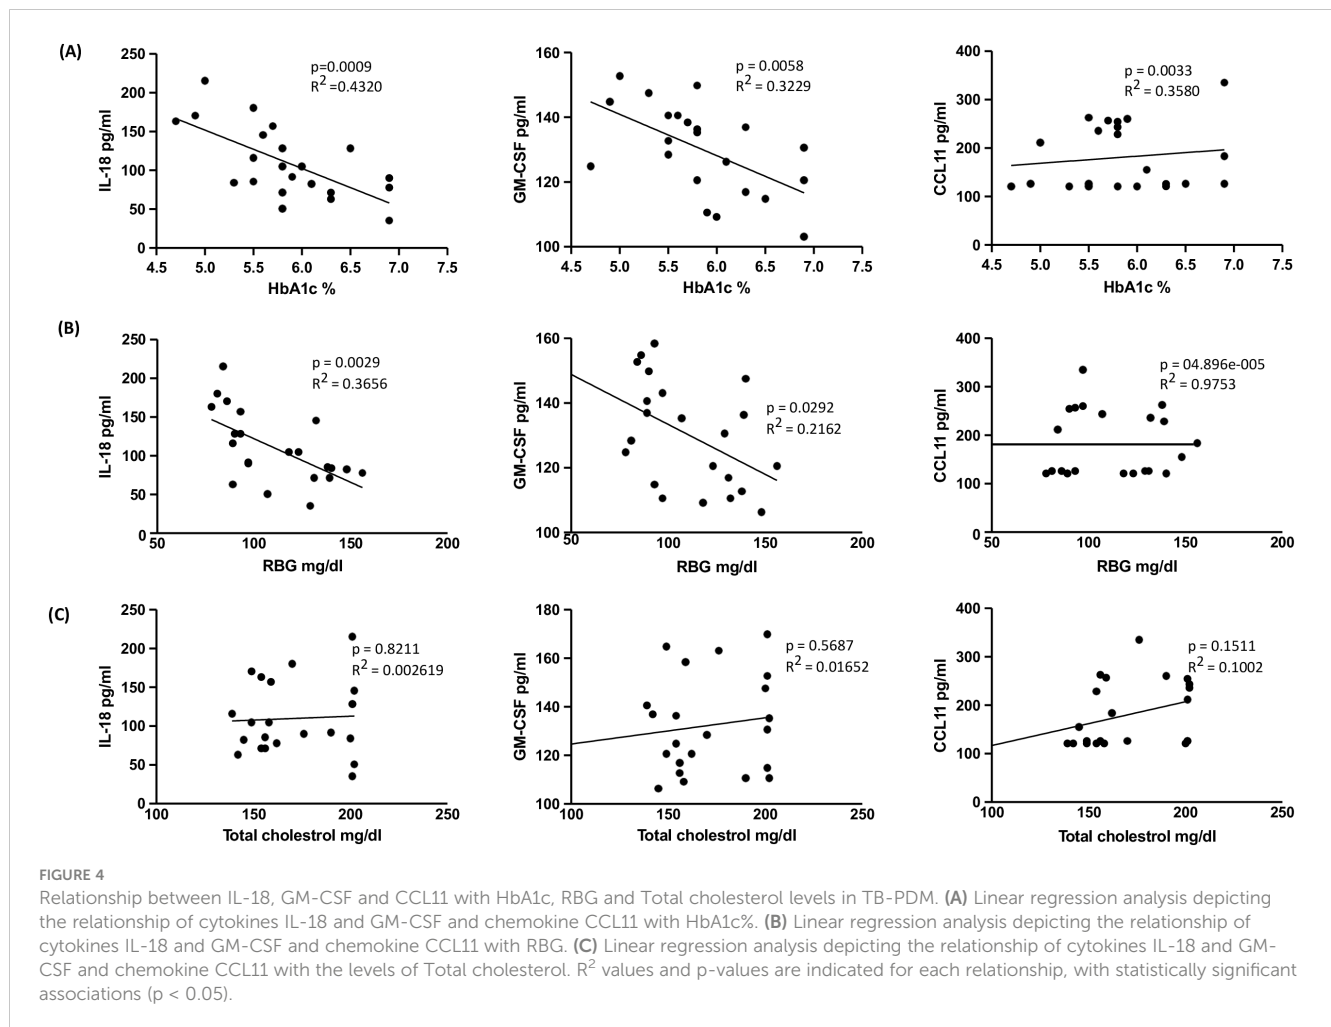 (A)
250
200
150
100
50
0
IL-18 pg/ml
p=0.0009
R2 =0.4320
4.5 5.0 5.5 6.0 6.5 7.0 7.5
HbA1c %
160
140
120
100
GM-CSF pg/ml
p = 0.0058
R2 = 0.3229
4.5 5.0 5.5 6.0 6.5 7.0 7.5
HbA1c %
400
300
200
100
0
CCL11 pg/ml
p = 0.0033
R2 = 0.3580
4.5 5.0 5.5 6.0 6.5 7.0 7.5
HbA1c %
(B)
250
200
150
100
50
0
IL-18 pg/ml
p = 0.0029
R2 = 0.3656
50 100 150 200
RBG mg/dl
160
140
120
100
GM-CSF pg/ml
p = 0.0292
R2 = 0.2162
50 100 150 200
RBG mg/dl
400
300
200
100
0
CCL11 pg/ml
p = 04.896e-005
R2 = 0.9753
50 100 150 200
RBG mg/dl
(C)
250
200
150
100
50
0
IL-18 pg/ml
p = 0.8211
R2 = 0.002619
100 150 200 250
Total cholestrol mg/dl
180
160
140
120
100
GM-CSF pg/ml
p = 0.5687
R2 = 0.01652
100 150 200 250
Total cholestrol mg/dl
400
300
200
100
0
CCL11 pg/ml
p = 0.1511
R2 = 0.1002
100 150 200 250
Total cholestrol mg/dl
FIGURE 4
Relationship between IL-18, GM-CSF and CCL11 with HbA1c, RBG and Total cholesterol levels in TB-PDM. (A) Linear regression analysis depicting
the relationship of cytokines IL-18 and GM-CSF and chemokine CCL11 with HbA1c%. (B) Linear regression analysis depicting the relationship of
cytokines IL-18 and GM-CSF and chemokine CCL11 with RBG. (C) Linear regression analysis depicting the relationship of cytokines IL-18 and GM-
CSF and chemokine CCL11 with the levels of Total cholesterol. R2 values and p-values are indicated for each relationship, with statistically significant
associations (p < 0.05).